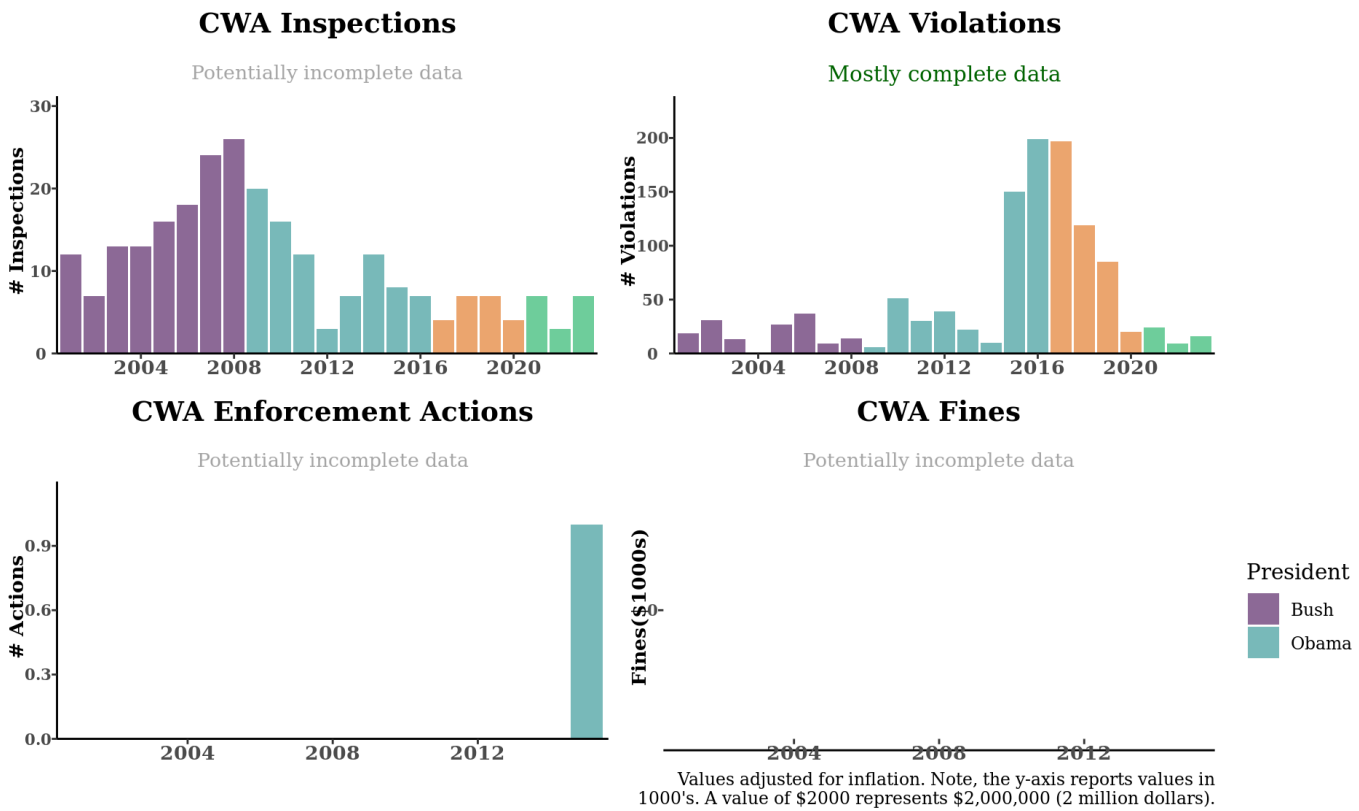 CWA Inspections
Potentially incomplete data
# Inspections
30
20
10
0
2004 2008 2012 2016 2020
CWA Violations
Mostly complete data
# Violations
200
150
100
50
0
2004 2008 2012 2016 2020
CWA Enforcement Actions
Potentially incomplete data
# Actions
0.9
0.6
0.3
0.0
2004 2008 2012
CWA Fines
Potentially incomplete data
Fines($1000s)
0
2004 2008 2012
President
Bush
Obama
Values adjusted for inflation. Note, the y-axis reports values in
1000's. A value of $2000 represents $2,000,000 (2 million dollars).